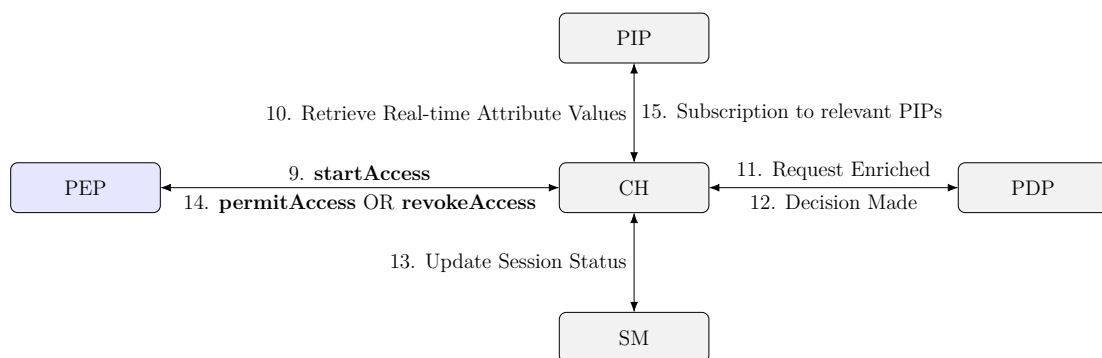 PIP
10. Retrieve Real-time Attribute Values
15. Subscription to relevant PIPs
9. startAccess
11. Request Enriched
PEP
CH
PDP
14. permitAccess OR revokeAccess
12. Decision Made
13. Update Session Status
SM